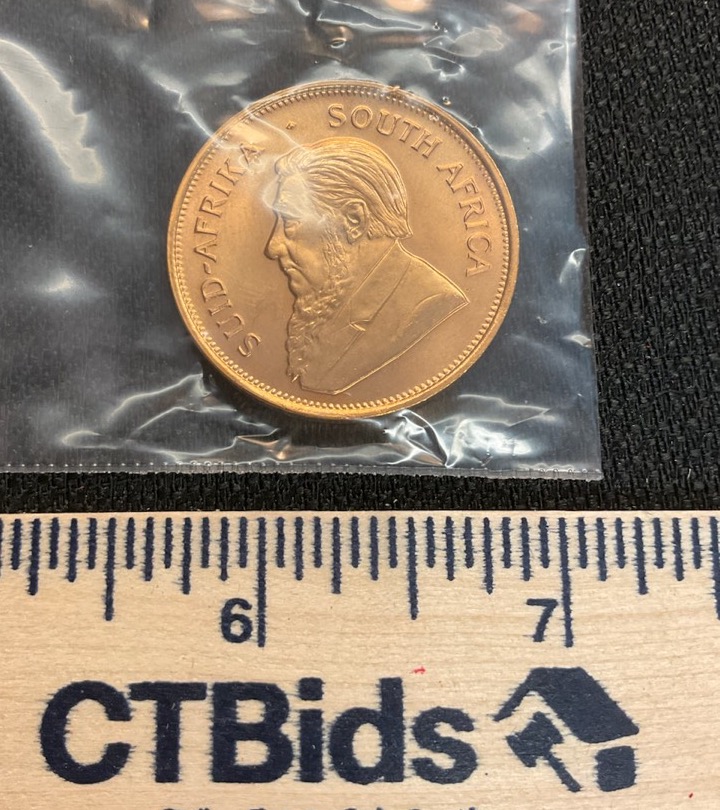 SUID-AFRIKA · SOUTH AFRICA
6 7
CTBids